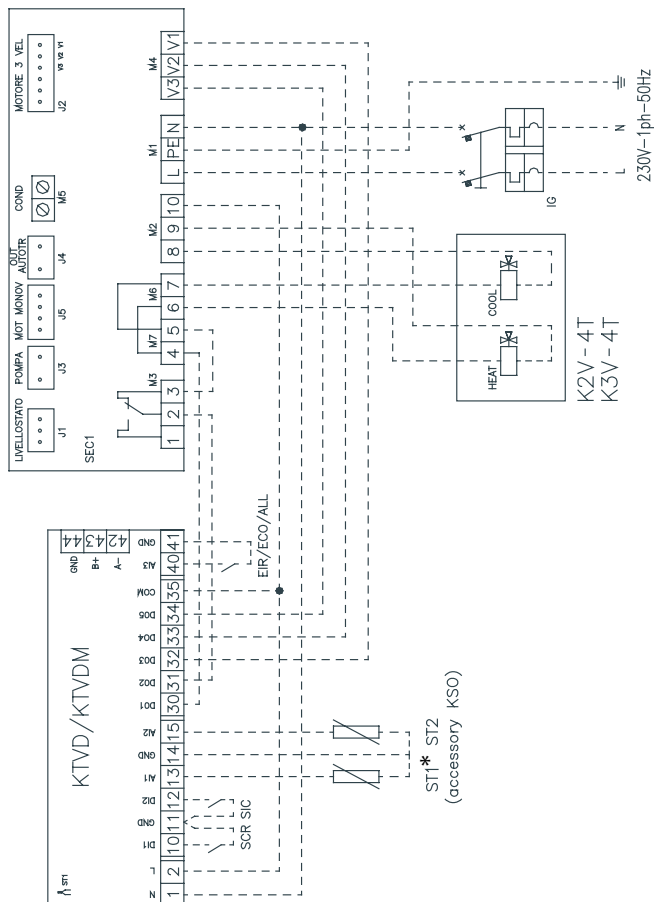 MOTORE 3 VEL
V3 V2 V1
J2
COND
M5
OUT
AUTOTR
J4
MOT MONOV
J5
POMPA
J3
LIVELLOSTATO
J1
SEC1
M4
V3 V2 V1
M1
L PE N
M2
8 9 10
M6
6 7
M7
4 5
M3
1 2 3
230V-1ph-50Hz
L
N
IG
COOL
HEAT
K2V-4T
K3V-4T
KTVD/KTVDM
GND
B+
A-
44
43
42
GND
AI3
COM
DO5
DO4
DO3
DO2
DO1
AI2
GND
AI1
DI2
GND
DI1
L
N
41
40
35
34
33
32
31
30
15
14
13
12
11
10
2
1
ST1
EIR/ECO/ALL
SCR SIC
ST1* ST2
(accessory KSO)